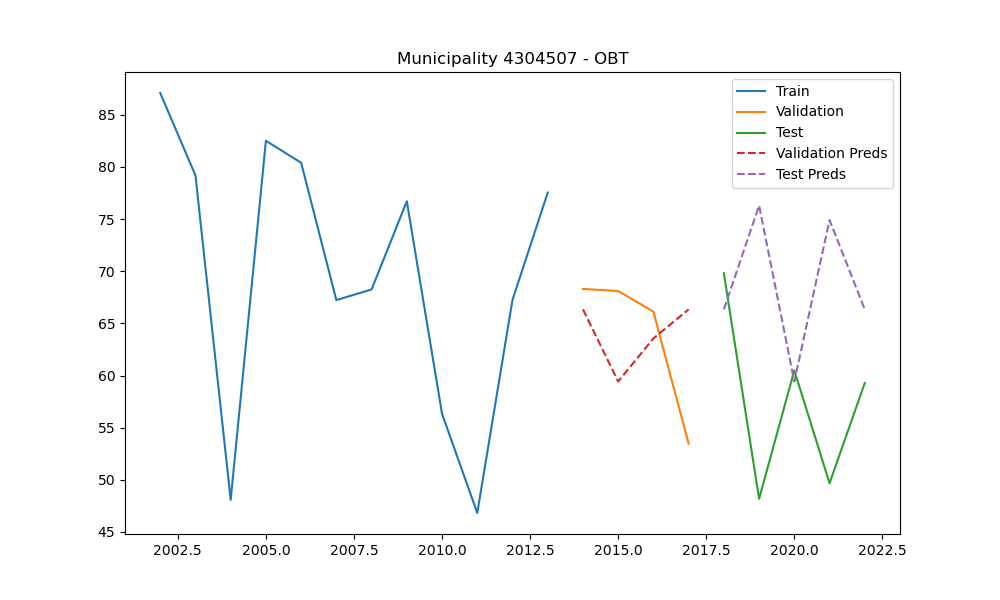 Municipality 4304507 - OBT
Train
Validation
Test
Validation Preds
Test Preds
85
80
75
70
65
60
55
50
45
2002.5 2005.0 2007.5 2010.0 2012.5 2015.0 2017.5 2020.0 2022.5